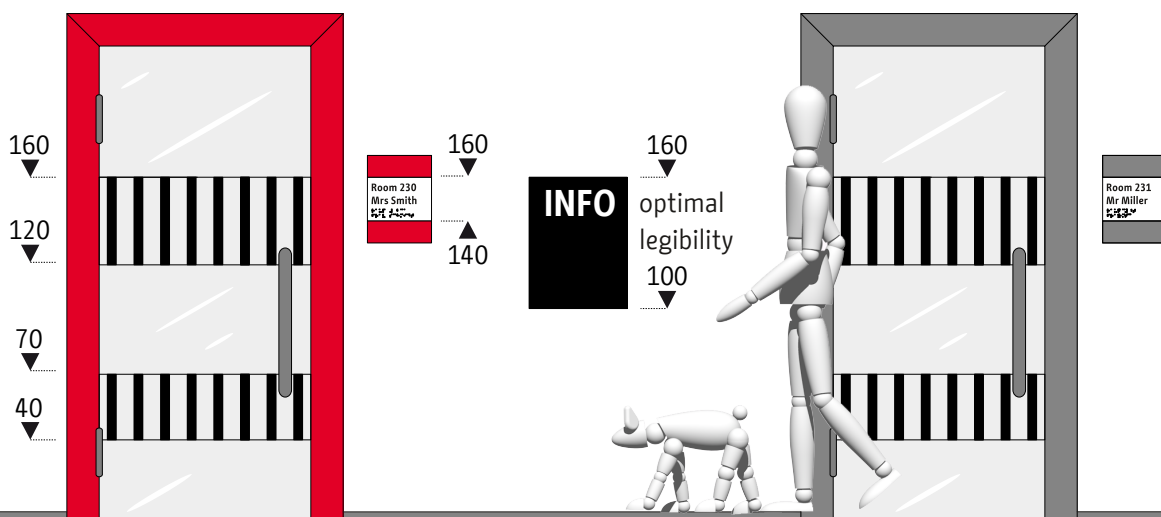 160
120
70
40
Room 230
Mrs Smith
160
140
INFO
160
optimal
legibility
100
Room 231
Mr Miller